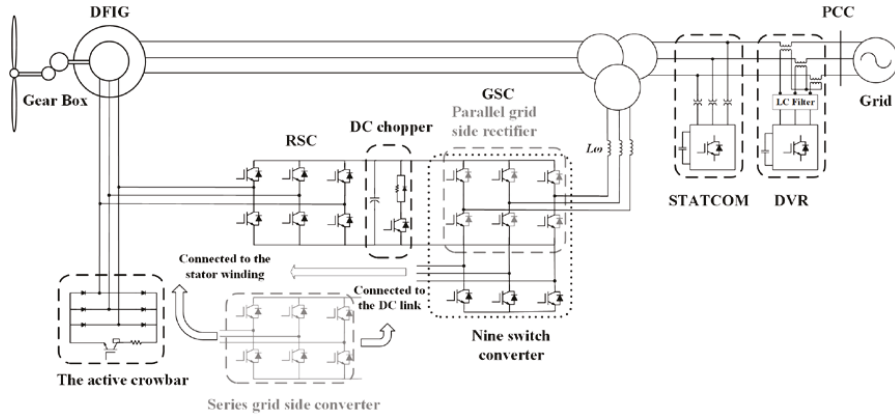 DFIG
PCC
Gear Box
Grid
GSC
Parallel grid
side rectifier
DC chopper
RSC
Lω
LC Filter
STATCOM
DVR
Connected to the
stator winding
Connected to
the DC link
Nine switch
converter
The active crowbar
Series grid side converter